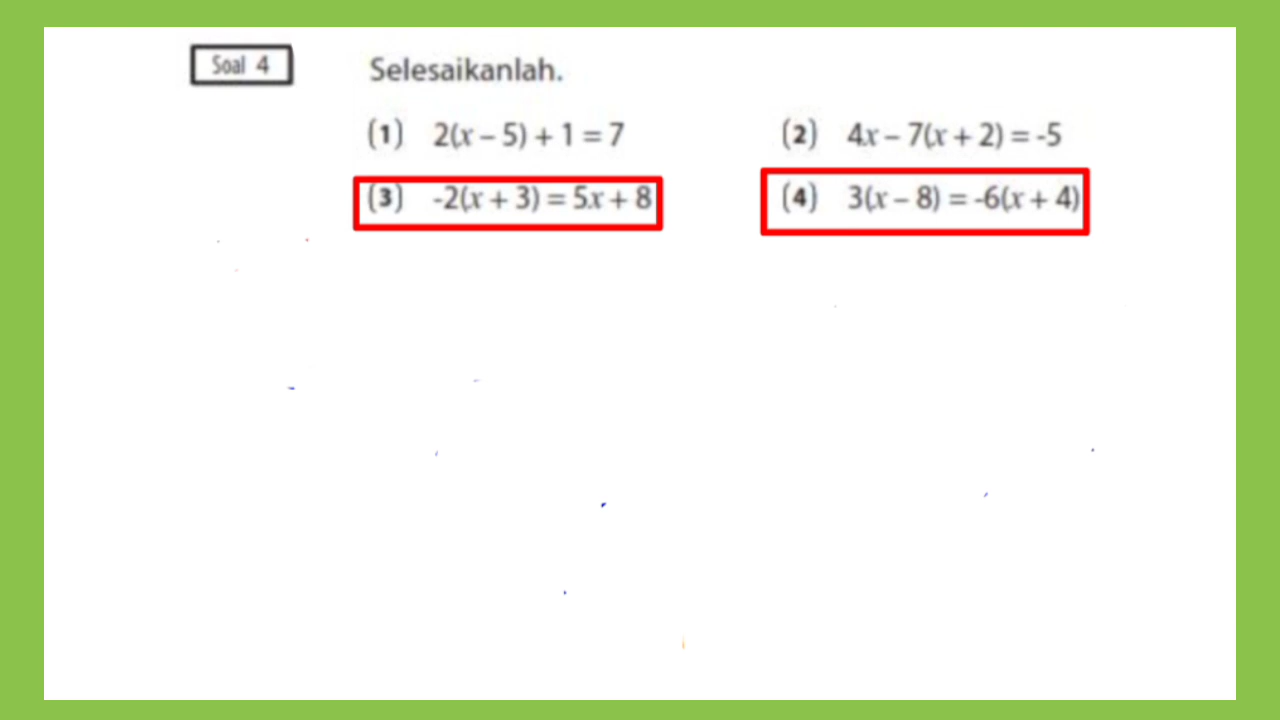 Soal 4 Selesaikanlah.
(1) 2(x – 5) + 1 = 7 (2) 4x – 7(x + 2) = -5
(3) -2(x + 3) = 5x + 8 (4) 3(x – 8) = -6(x + 4)